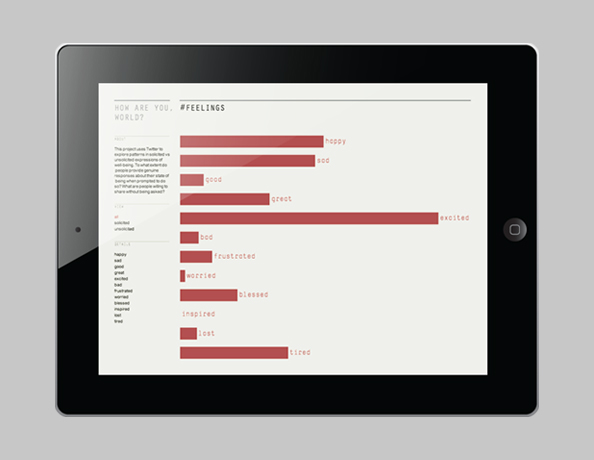 HOW ARE YOU,
WORLD?
#FEELINGS
This project uses Twitter to
explore patterns in solicited vs
unsolicited expressions of
well-being. To what extent do
people provide genuine
responses about their state of
being when prompted to do
so? What are people willing to
share without being asked?
all
solicited
unsolicited
happy
sad
good
great
excited
bad
frustrated
worried
blessed
inspired
lost
tired
happy
sad
good
great
excited
bad
frustrated
worried
blessed
inspired
lost
tired